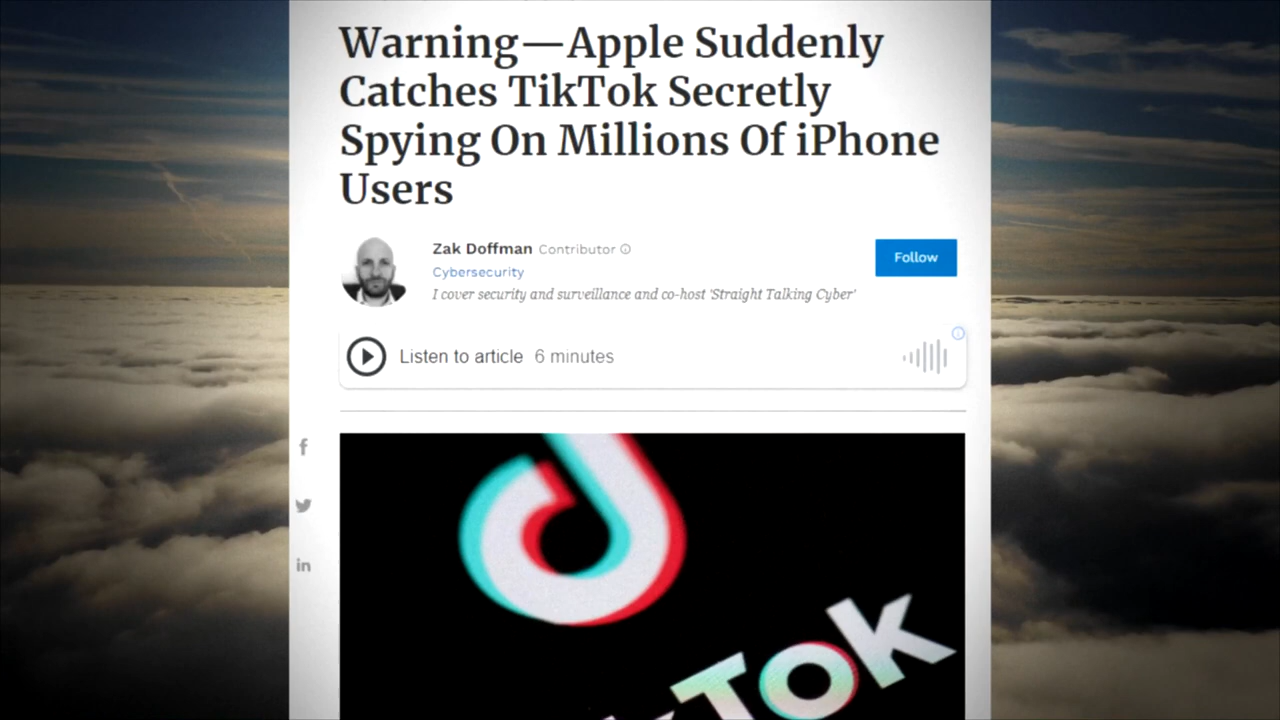 Warning—Apple Suddenly
Catches TikTok Secretly
Spying On Millions Of iPhone
Users
Zak Doffman Contributor
Cybersecurity
I cover security and surveillance and co-host 'Straight Talking Cyber'
Follow
Listen to article 6 minutes
f
in
kTok